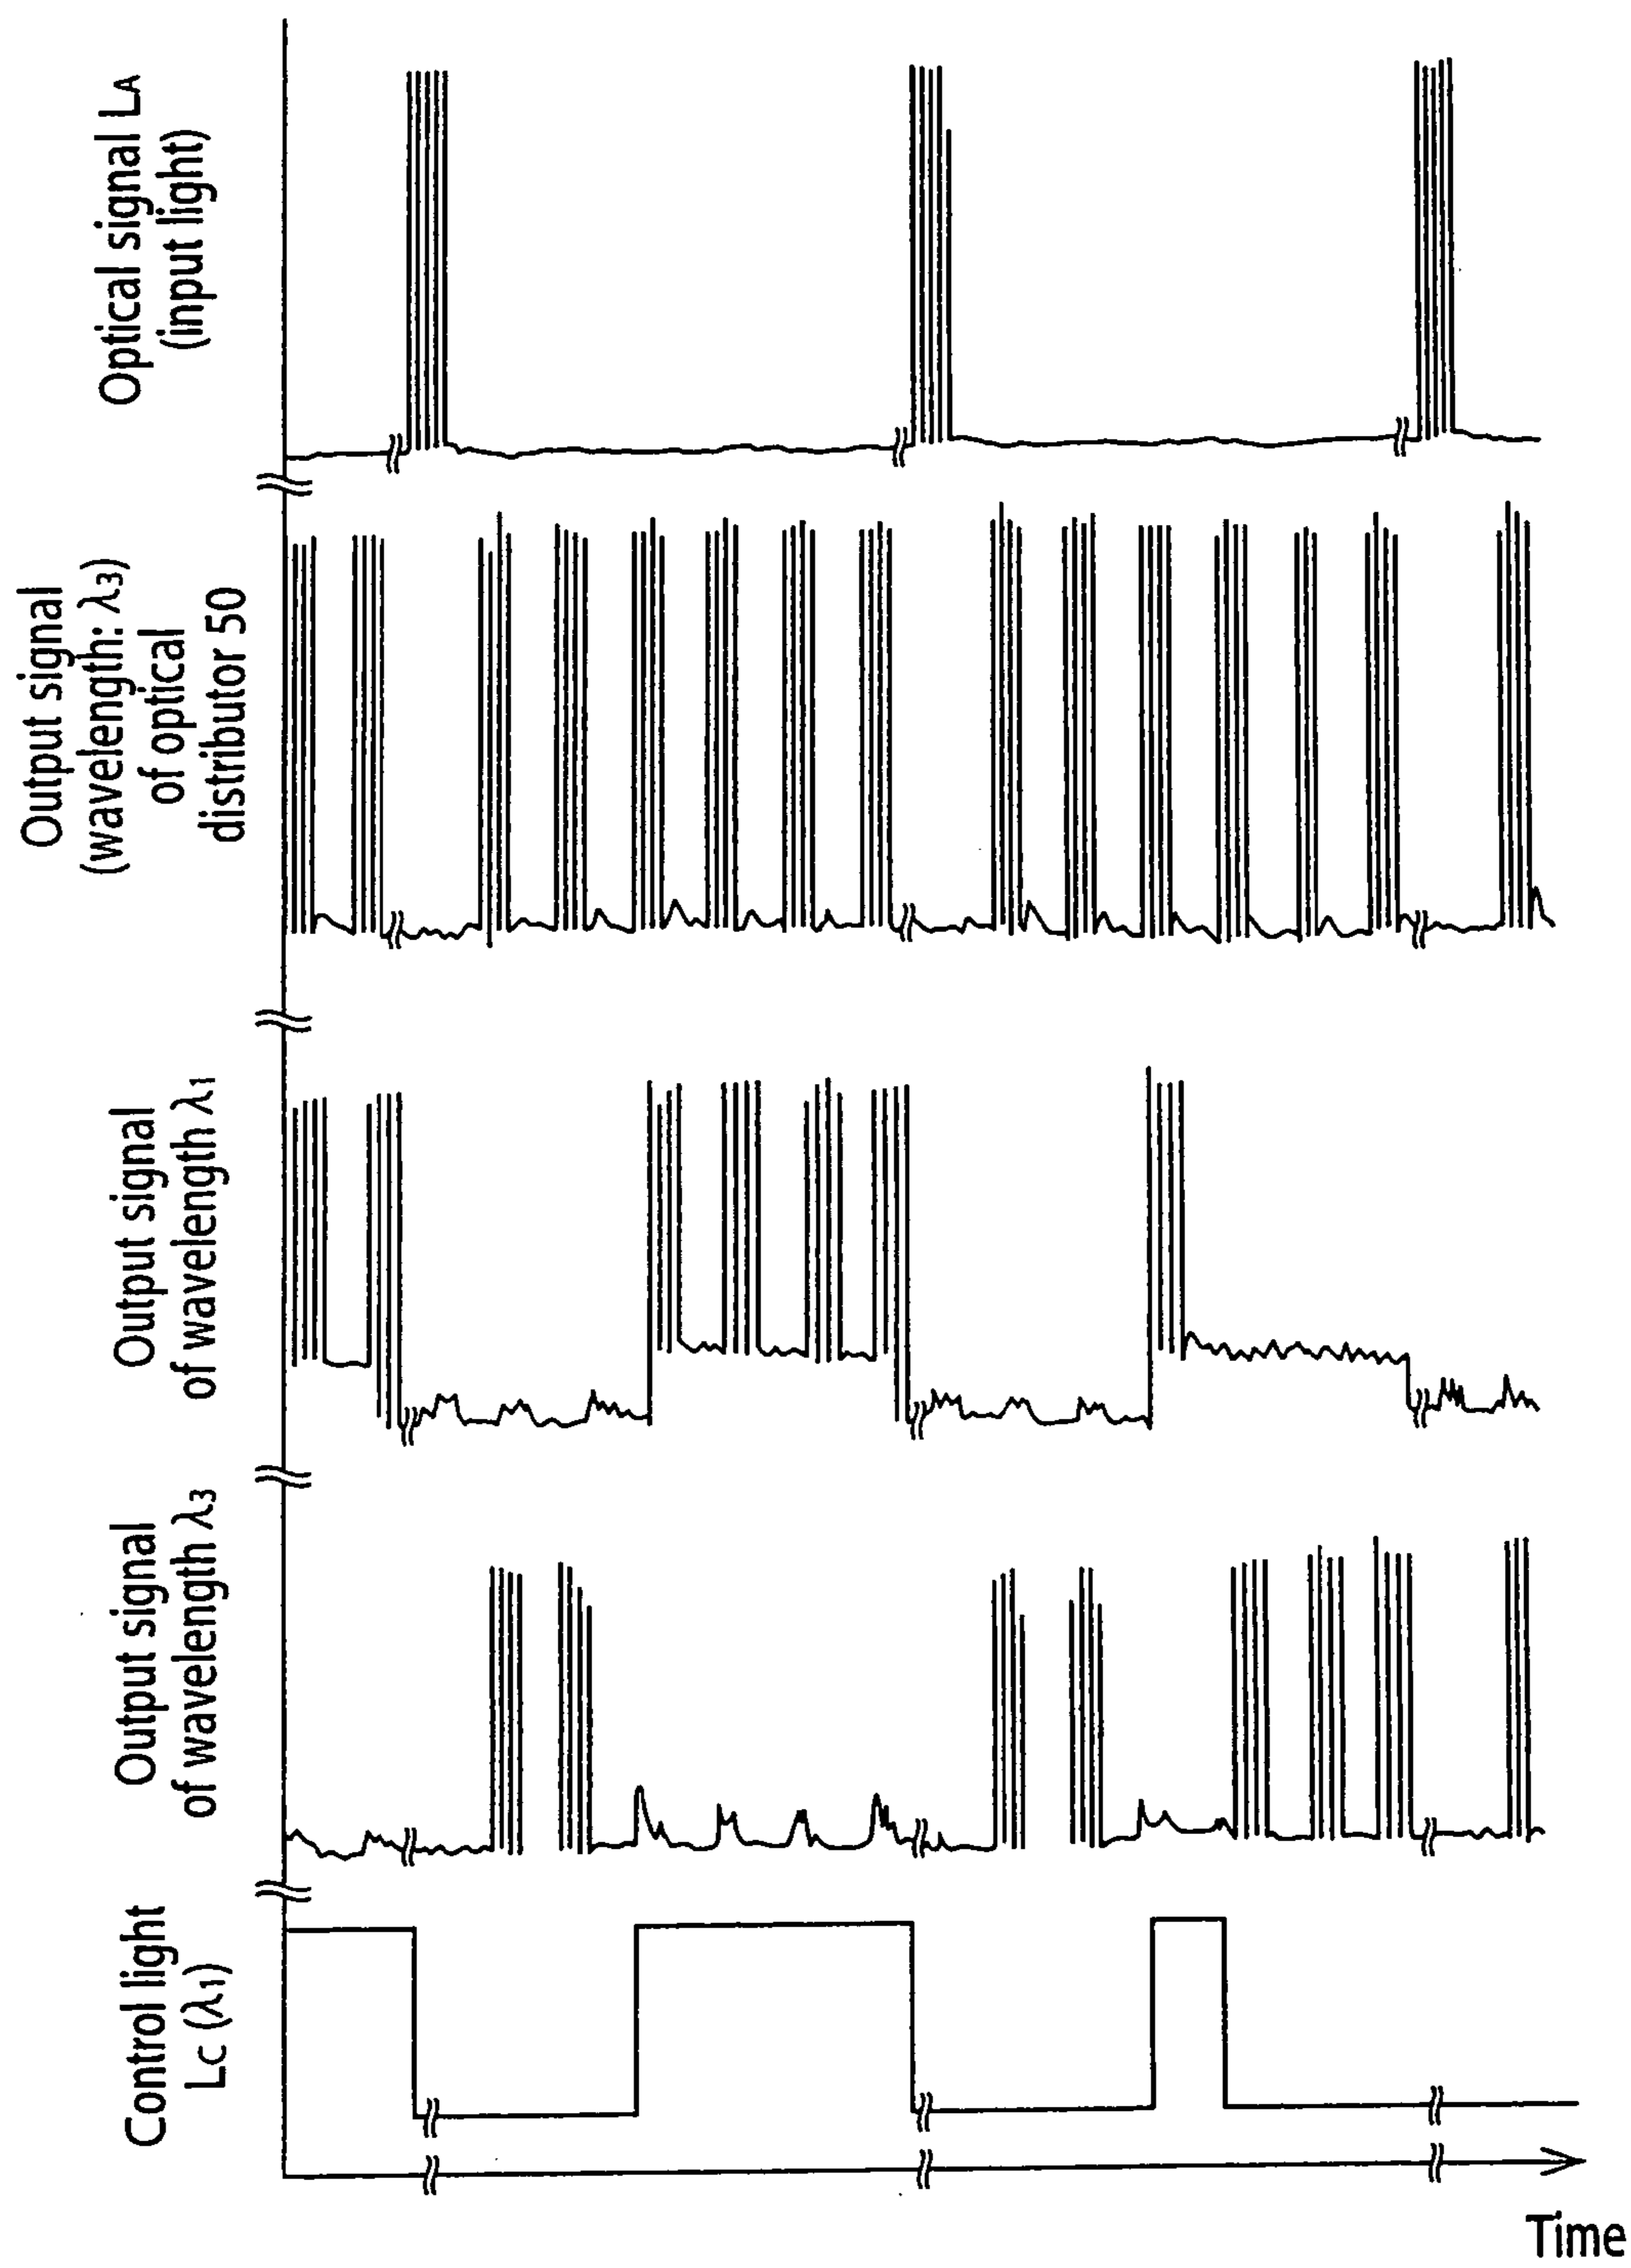 Optical signal LA
(input light)
Output signal
(wavelength: λ3)
of optical
distributor 50
Output signal
of wavelength λ1
Output signal
of wavelength λ3
Control light
LC (λ1)
Time